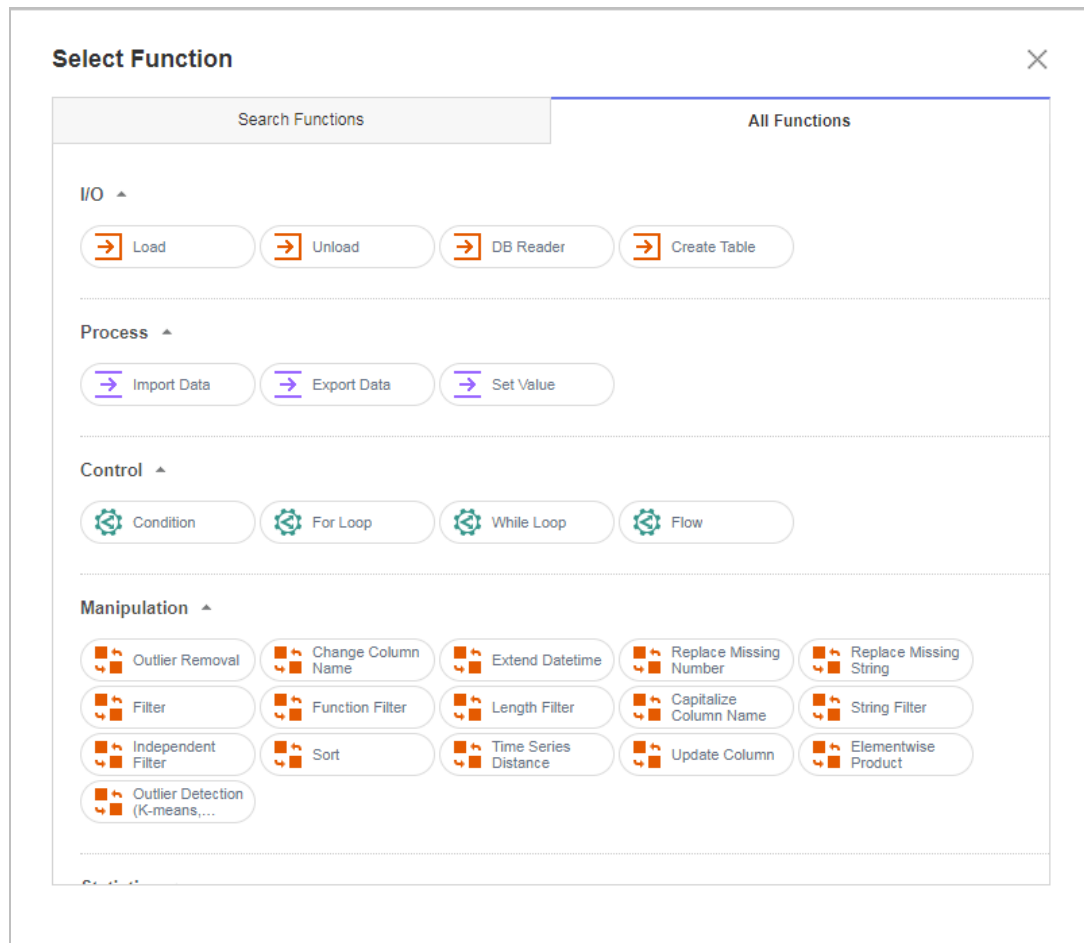 Select Function
Search Functions
All Functions
I/O
Load
Unload
DB Reader
Create Table
Process
Import Data
Export Data
Set Value
Control
Condition
For Loop
While Loop
Flow
Manipulation
Outlier Removal
Change Column
Name
Extend Datetime
Replace Missing
Number
Replace Missing
String
Filter
Function Filter
Length Filter
Capitalize
Column Name
String Filter
Independent
Filter
Sort
Time Series
Distance
Update Column
Elementwise
Product
Outlier Detection
(K-means,...